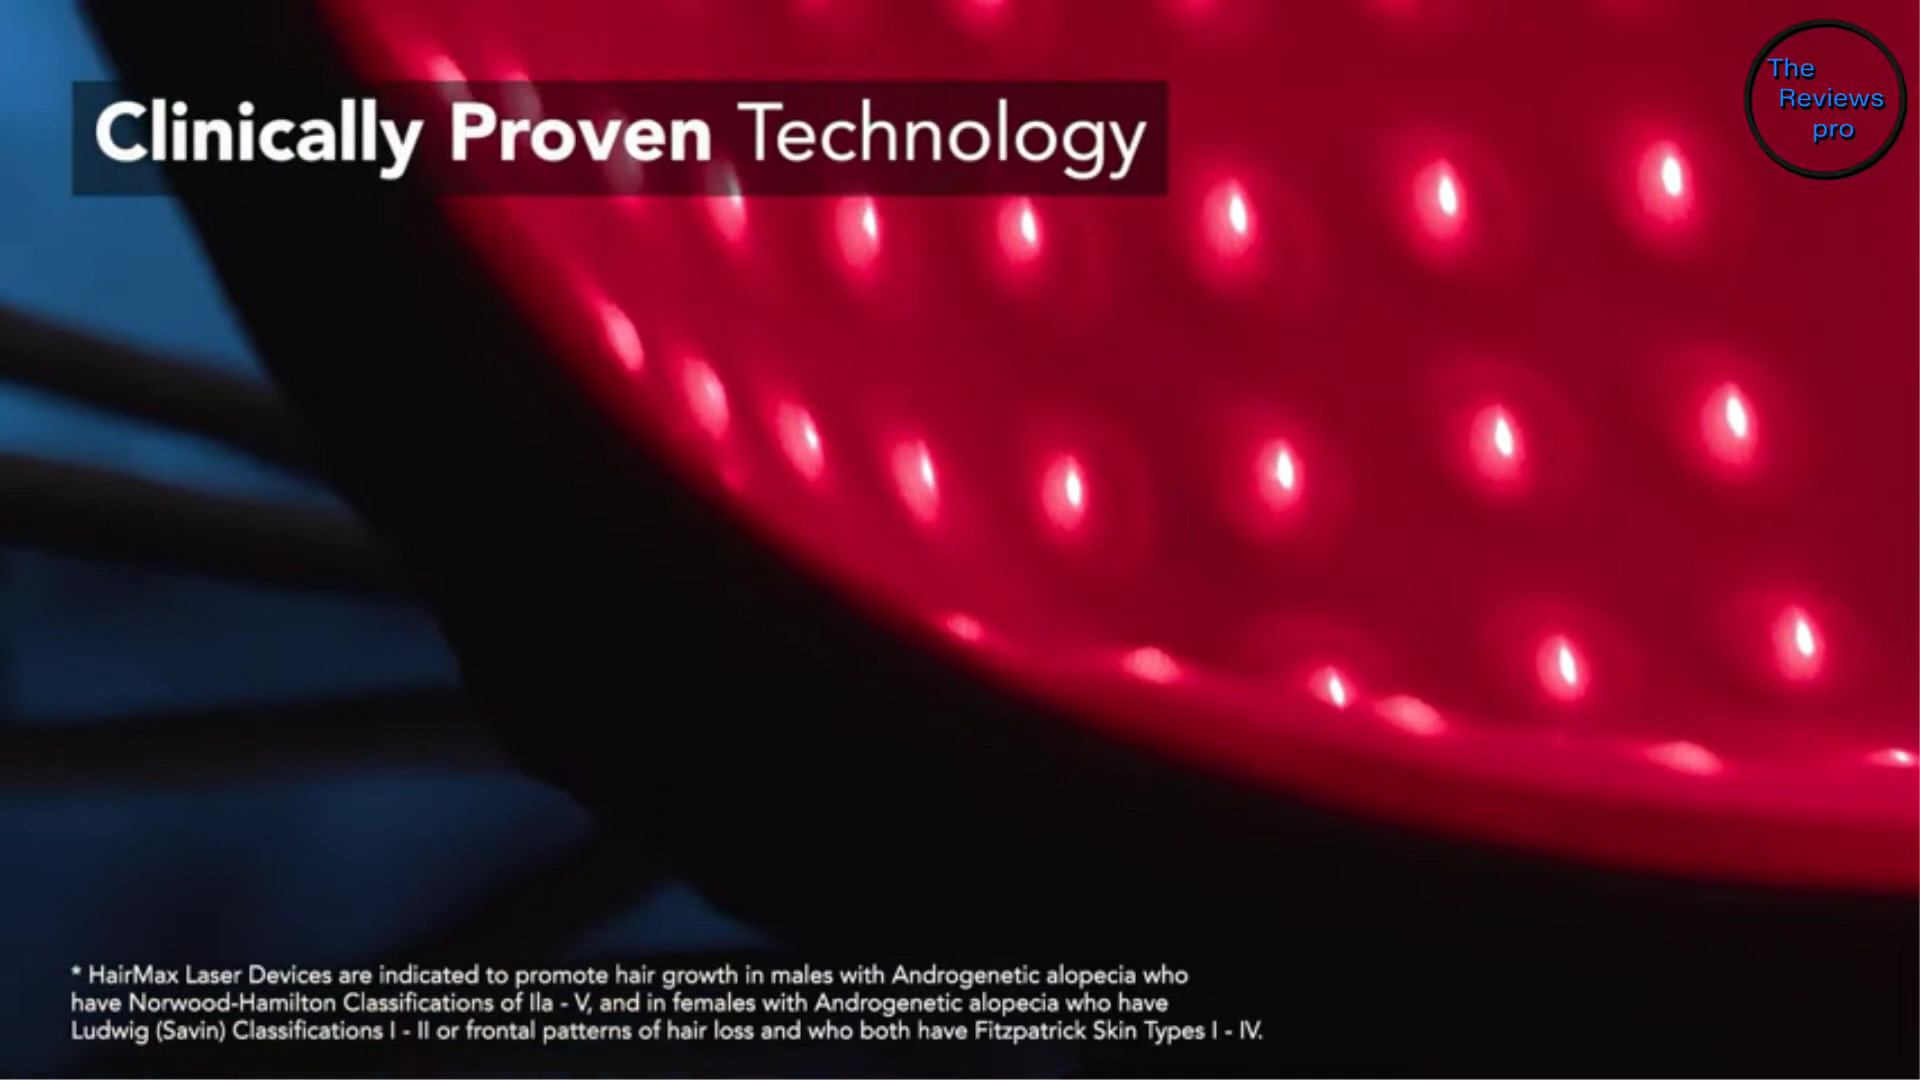 Clinically Proven Technology
The
Reviews
pro
* HairMax Laser Devices are indicated to promote hair growth in males with Androgenetic alopecia who
have Norwood-Hamilton Classifications of IIa - V, and in females with Androgenetic alopecia who have
Ludwig (Savin) Classifications I - II or frontal patterns of hair loss and who both have Fitzpatrick Skin Types I - IV.